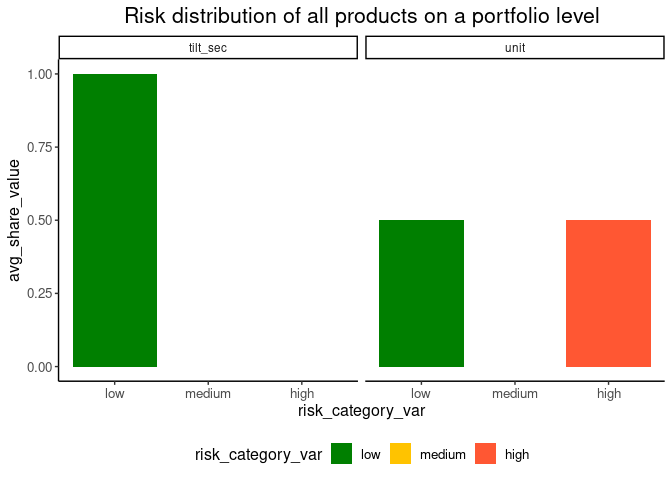 Risk distribution of all products on a portfolio level
tilt_sec
unit
avg_share_value
1.00
0.75
0.50
0.25
0.00
low medium high
low medium high
risk_category_var
risk_category_var low medium high